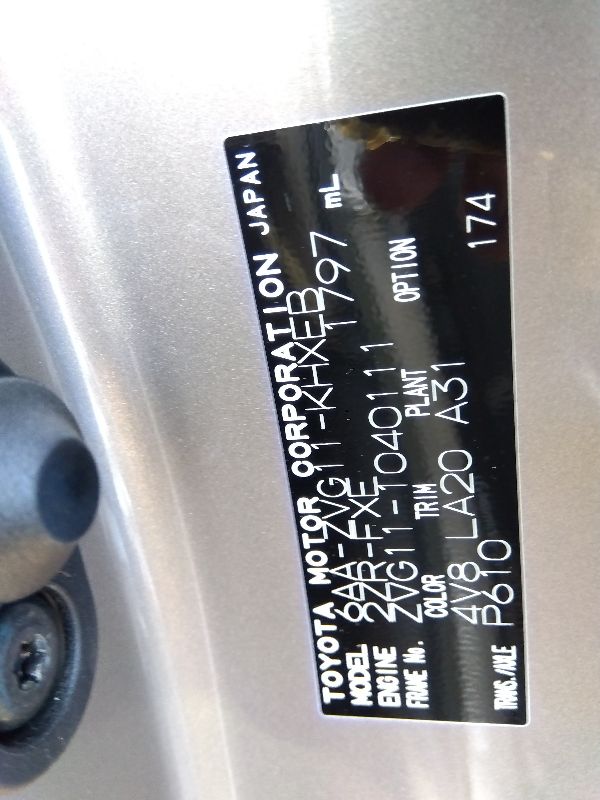 TOYOTA MOTOR CORPORATION JAPAN
MODEL 6AA-ZVG11-KHXEB
ENGINE 2ZR-FXE 1797 mL
FRAME No. ZVG11-1040111
COLOR TRIM PLANT OPTION
4V8 LA20 A31 174
TRANS./AXLE P610